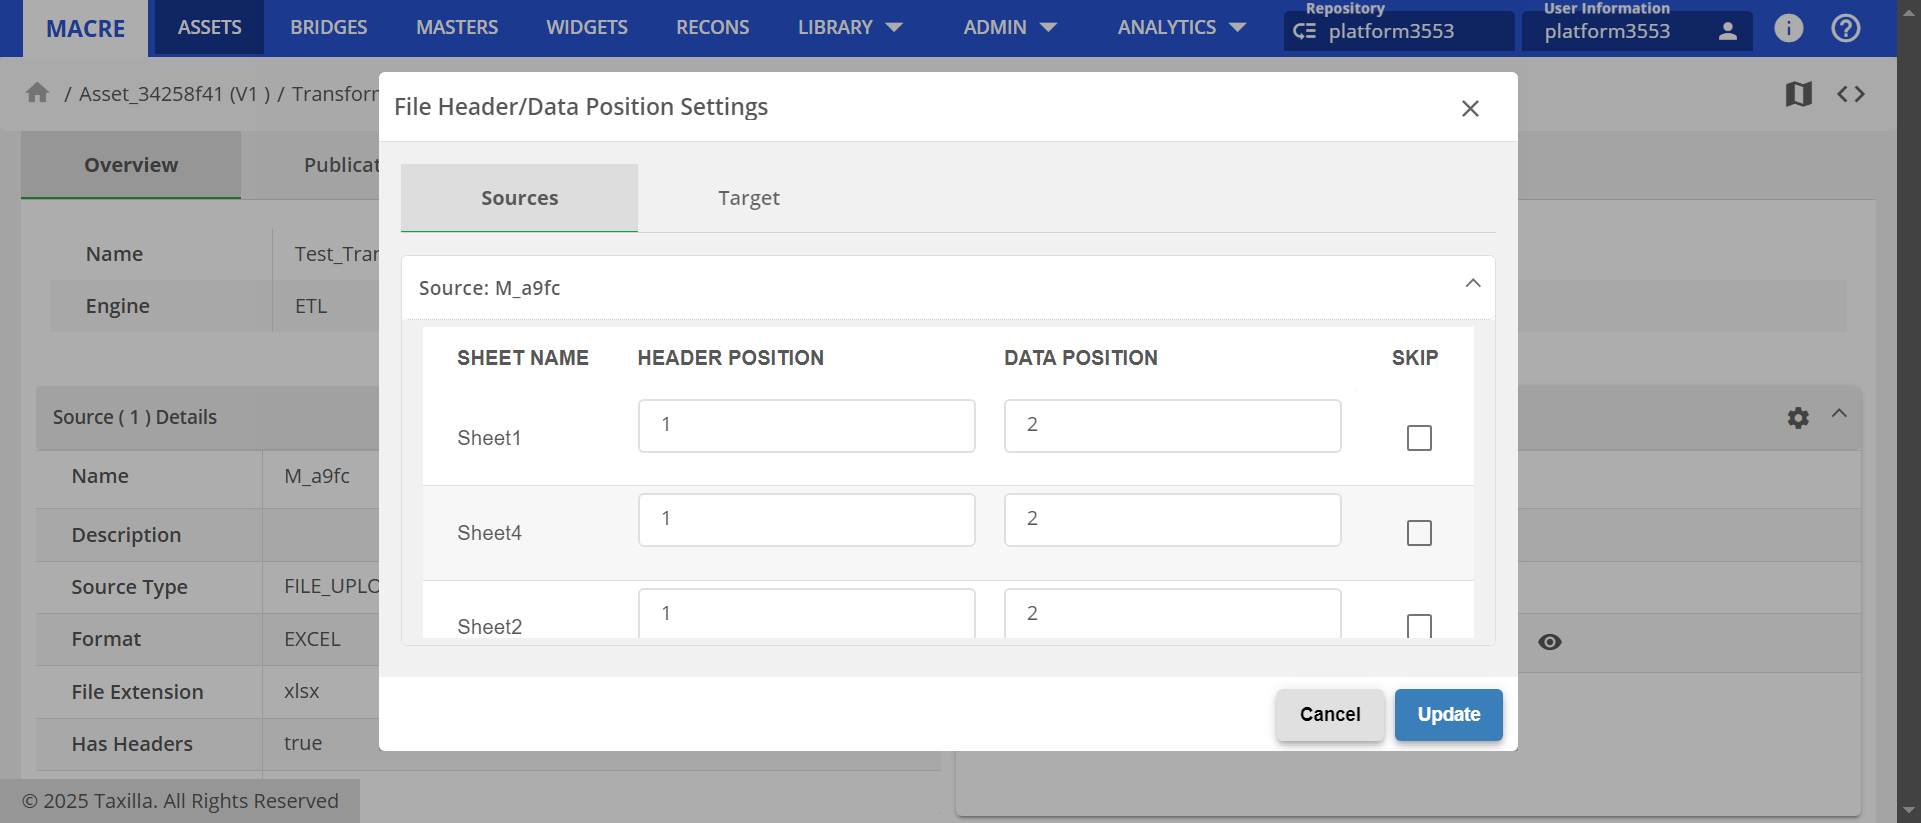 MACRE
ASSETS
BRIDGES
MASTERS
WIDGETS
RECONS
LIBRARY
ADMIN
ANALYTICS
Repository
platform3553
User Information
platform3553
/ Asset_34258f41 (V1 ) / Transfor
File Header/Data Position Settings
Overview
Publicat
Sources
Target
Name
Test_Tra
Engine
ETL
Source: M_a9fc
SHEET NAME
HEADER POSITION
DATA POSITION
SKIP
Sheet1
1
2
Sheet4
1
2
Sheet2
1
2
Source ( 1 ) Details
Name
M_a9fc
Description
Source Type
FILE_UPLO
Format
EXCEL
File Extension
xlsx
Has Headers
true
Cancel
Update
© 2025 Taxilla. All Rights Reserved